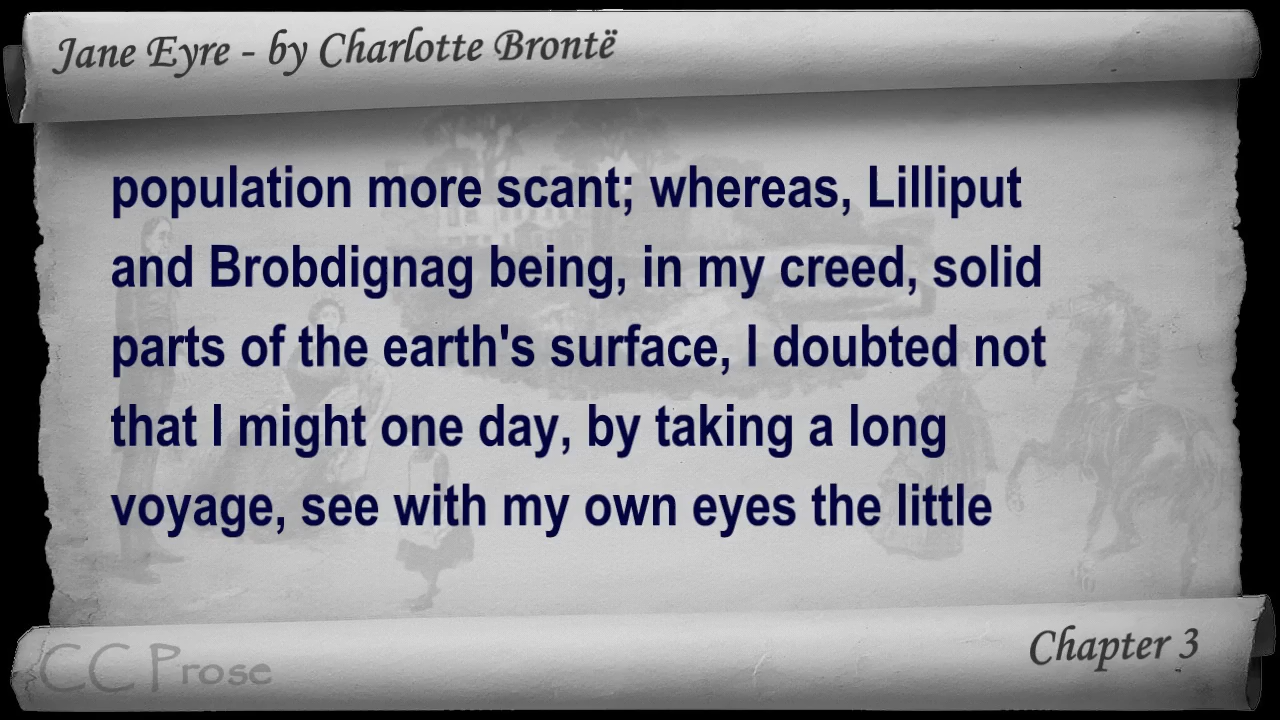 Jane Eyre - by Charlotte Brontë
population more scant; whereas, Lilliput
and Brobdignag being, in my creed, solid
parts of the earth's surface, I doubted not
that I might one day, by taking a long
voyage, see with my own eyes the little
Chapter 3
CC Prose